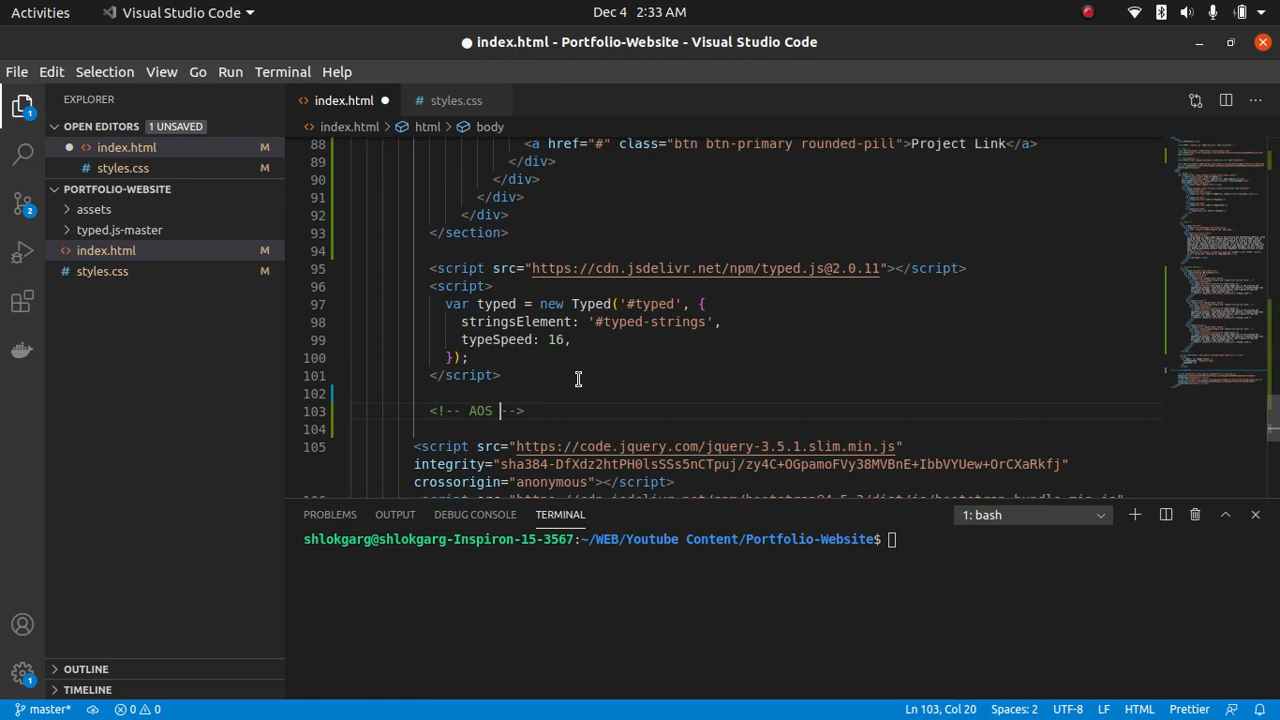 Activities
Visual Studio Code
Dec 4 2:33 AM
● index.html - Portfolio-Website - Visual Studio Code
File Edit Selection View Go Run Terminal Help
EXPLORER
OPEN EDITORS 1 UNSAVED
index.html M
styles.css M
PORTFOLIO-WEBSITE
assets
typed.js-master
index.html M
styles.css M
OUTLINE
TIMELINE
1
2
1
index.html
styles.css
index.html > html > body
88 <a href="#" class="btn btn-primary rounded-pill">Project Link</a>
89 </div>
90 </div>
91 </div>
92 </div>
93 </section>
94
95 <script src="https://cdn.jsdelivr.net/npm/typed.js@2.0.11"></script>
96 <script>
97 var typed = new Typed('#typed', {
98 stringsElement: '#typed-strings',
99 typeSpeed: 16,
100 });
101 </script>
102
103 <!-- AOS -->
104
105 <script src="https://code.jquery.com/jquery-3.5.1.slim.min.js"
integrity="sha384-DfXdz2htPH0lsSSs5nCTpuj/zy4C+OGpamoFVy38MVBnE+IbbVYUew+OrCXaRkfj"
crossorigin="anonymous"></script>
PROBLEMS OUTPUT DEBUG CONSOLE TERMINAL
1: bash
shlokgarg@shlokgarg-Inspiron-15-3567:~/WEB/Youtube Content/Portfolio-Website$
master* 0 0
Ln 103, Col 20 Spaces: 2 UTF-8 LF HTML Prettier